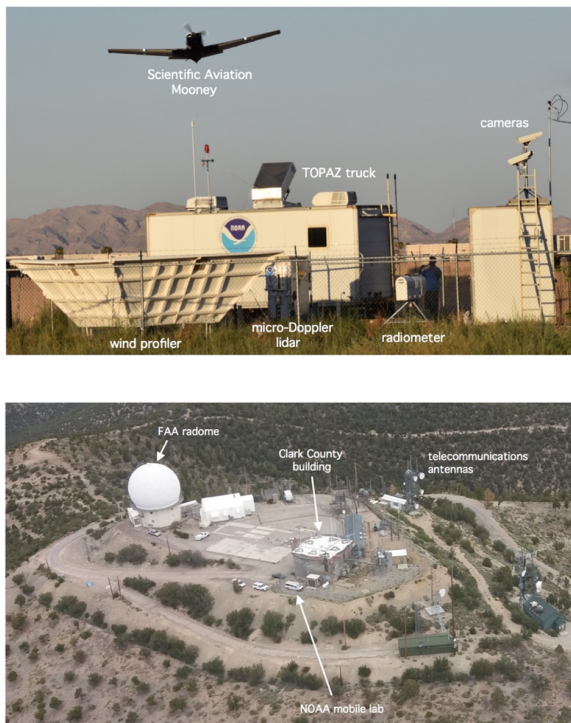 Scientific Aviation
Mooney
cameras
TOPAZ truck
NOAA
micro-Doppler
lidar
radiometer
wind profiler
FAA radome
Clark County
building
telecommunications
antennas
NOAA mobile lab